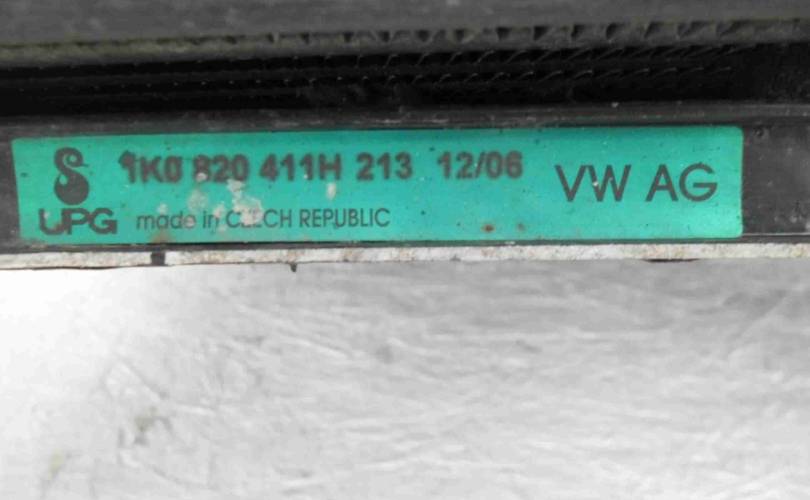 1K0 820 411H 213 12/06
VW AG
UPG made in CZECH REPUBLIC